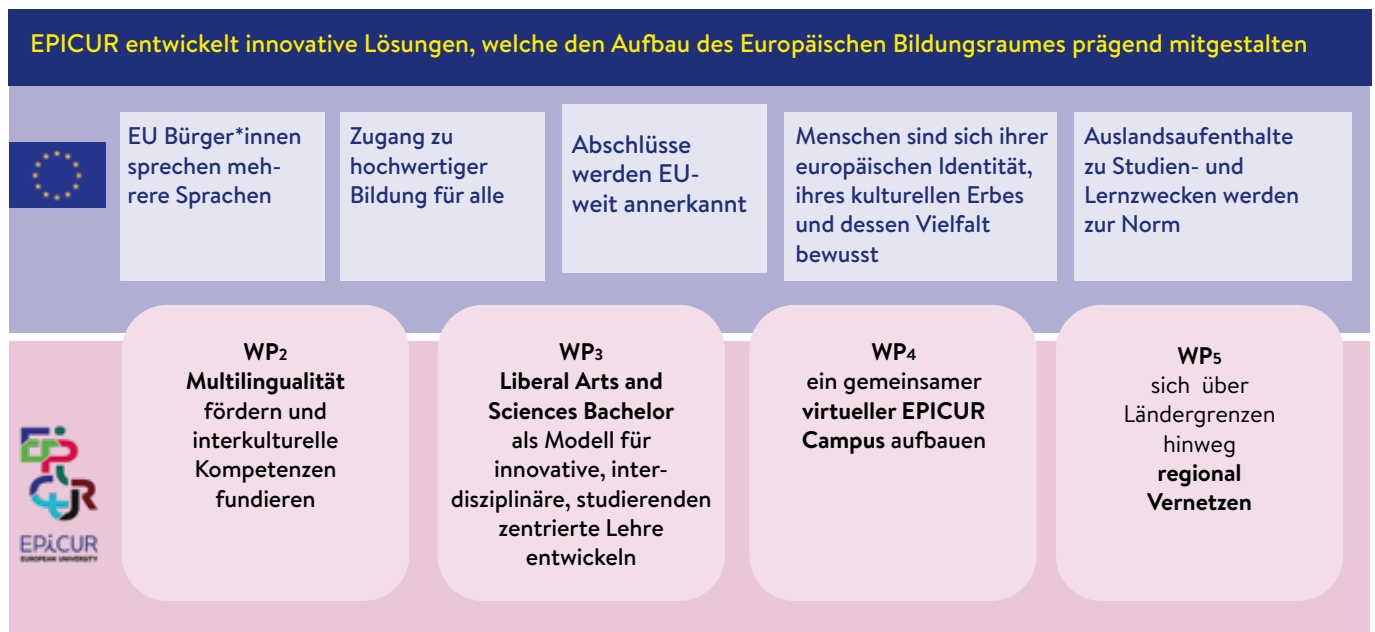 EPICUR entwickelt innovative Lösungen, welche den Aufbau des Europäischen Bildungsraumes prägend mitgestalten
EU Bürger*innen
sprechen meh-
rere Sprachen
Zugang zu
hochwertiger
Bildung für alle
Abschlüsse
werden EU-
weit annerkannt
Menschen sind sich ihrer
europäischen Identität,
ihres kulturellen Erbes
und dessen Vielfalt
bewusst
Auslandsaufenthalte
zu Studien- und
Lernzwecken werden
zur Norm
WP2
Multilingualität
fördern und
interkulturelle
Kompetenzen
fundieren
WP3
Liberal Arts and
Sciences Bachelor
als Modell für
innovative, inter-
disziplinäre, studierenden
zentrierte Lehre
entwickeln
WP4
ein gemeinsamer
virtueller EPICUR
Campus aufbauen
WP5
sich über
Ländergrenzen
hinweg
regional
Vernetzen
EPI
CUR
EPICUR
EUROPEAN UNIVERSITY